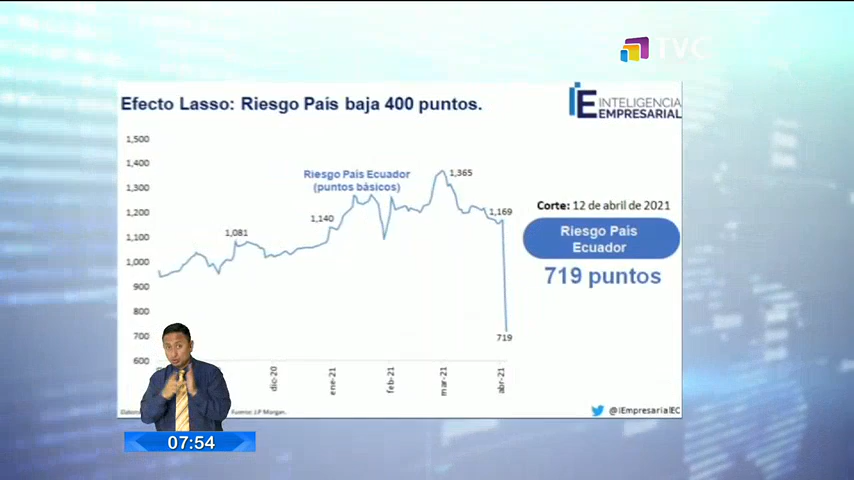 TVC
Efecto Lasso: Riesgo País baja 400 puntos.
iE INTELIGENCIA
EMPRESARIAL
1,500
1,400
1,300
1,200
1,100
1,000
900
800
700
600
Riesgo País Ecuador
(puntos básicos)
1,081
1,140
1,365
1,169
719
dic-20
ene-21
feb-21
mar-21
abr-21
Corte: 12 de abril de 2021
Riesgo País
Ecuador
719 puntos
Fuente: J.P Morgan.
@iEmpresarialEC
07:54